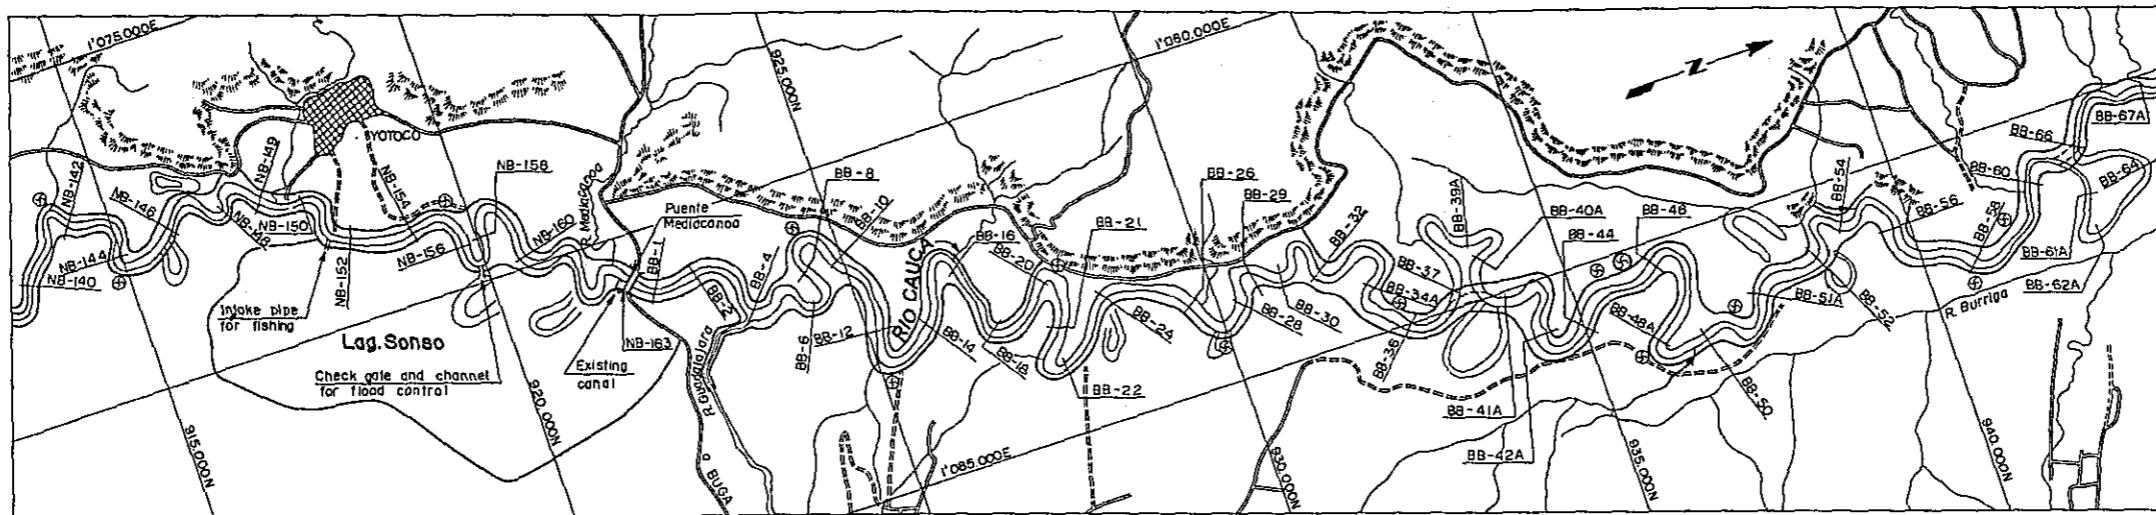 1'075.000E
YOTOCO
NB-142
NB-144
NB-140
NB-146
NB-148
NB-149
NB-150
NB-152
NB-154
NB-156
NB-158
NB-160
R. Mediacanoa
Puente
Mediacanoa
Intake pipe
for fishing
Lag. Sonso
Check gate and channel
for flood control
Existing
canal
NB-163
915.000N
920.000N
925.000N
1'080.000E
N
BB-1
BB-2
BB-4
BB-6
BB-8
BB-10
BB-12
RIO CAUCA
BB-14
BB-16
BB-18
BB-20
BB-21
BB-22
BB-24
BB-26
BB-28
BB-29
BB-30
BB-32
BB-34A
BB-36
BB-37
BB-39A
BB-40A
BB-41A
BB-42A
BB-44
BB-46
BB-48A
BB-50
BB-51A
BB-52
BB-54
BB-56
BB-58
BB-60
BB-61A
BB-62A
BB-64
BB-66
BB-67A
R. Guadalajara
a BUGA
1'085.000E
930.000N
935.000N
940.000N
R. Burriga